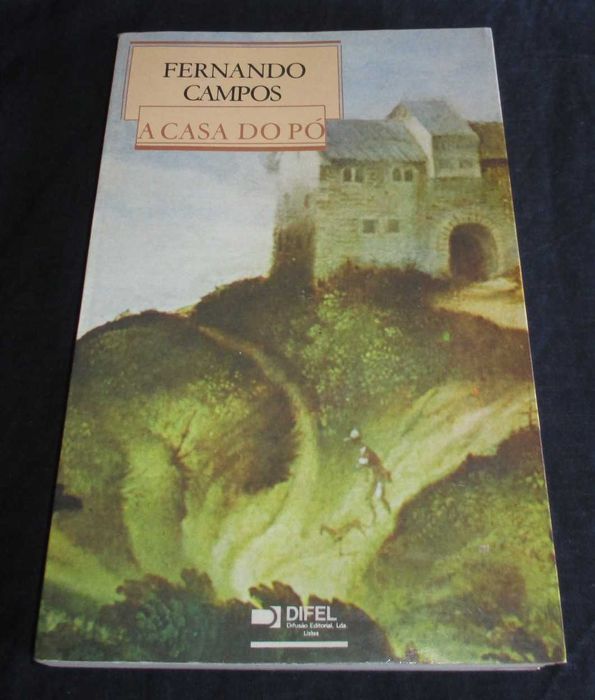 FERNANDO
CAMPOS
A CASA DO PÓ
DIFEL
Difusão Editorial, Lda.
Lisboa